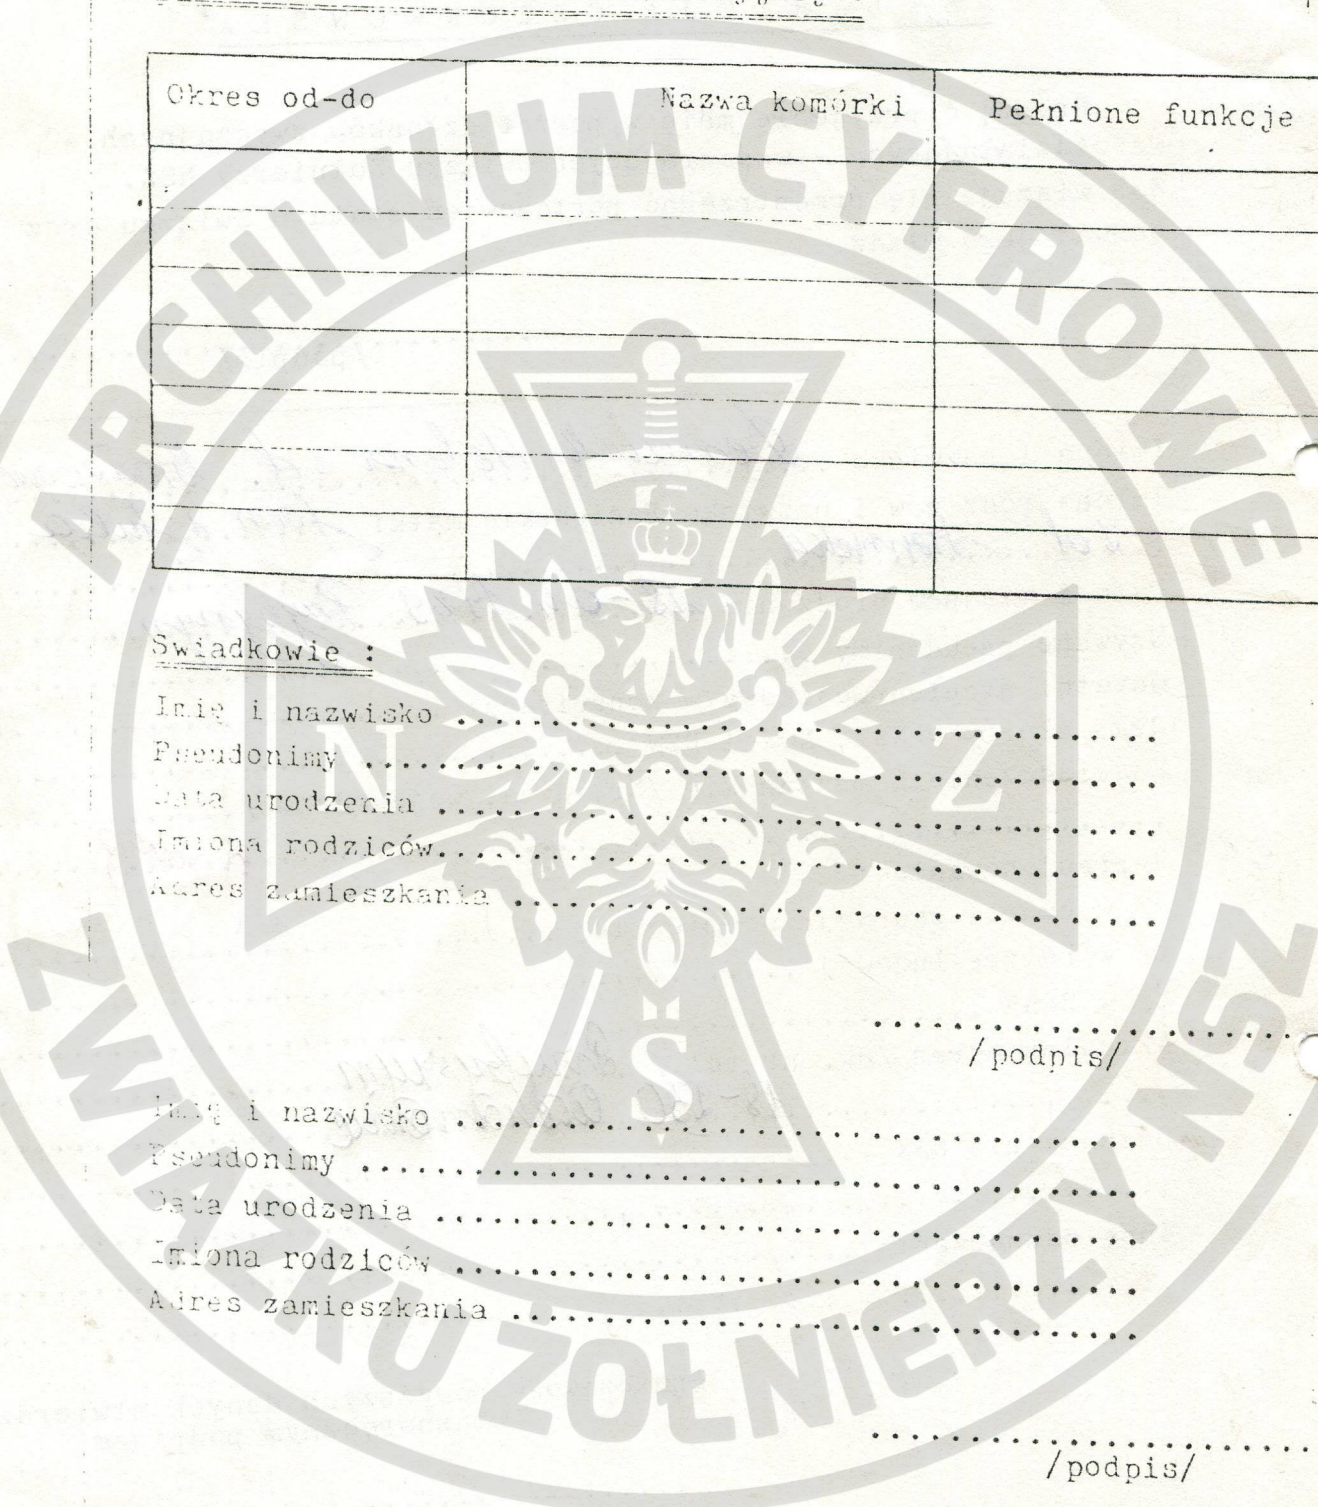 Okres od-do Nazwa komórki Pełnione funkcje
Swiadkowie :
Imię i nazwisko ........................................
Pseudonimy ........................................
Data urodzenia ........................................
Imiona rodziców........................................
Adres zamieszkania ........................................
........................
/podpis/
Imię i nazwisko ........................................
Pseudonimy ........................................
Data urodzenia ........................................
Imiona rodziców ........................................
Adres zamieszkania ........................................
........................
/podpis/
ARCHIWUM CYFROWE
ZWIĄZKU ŻOŁNIERZY NSZ
N Z
S